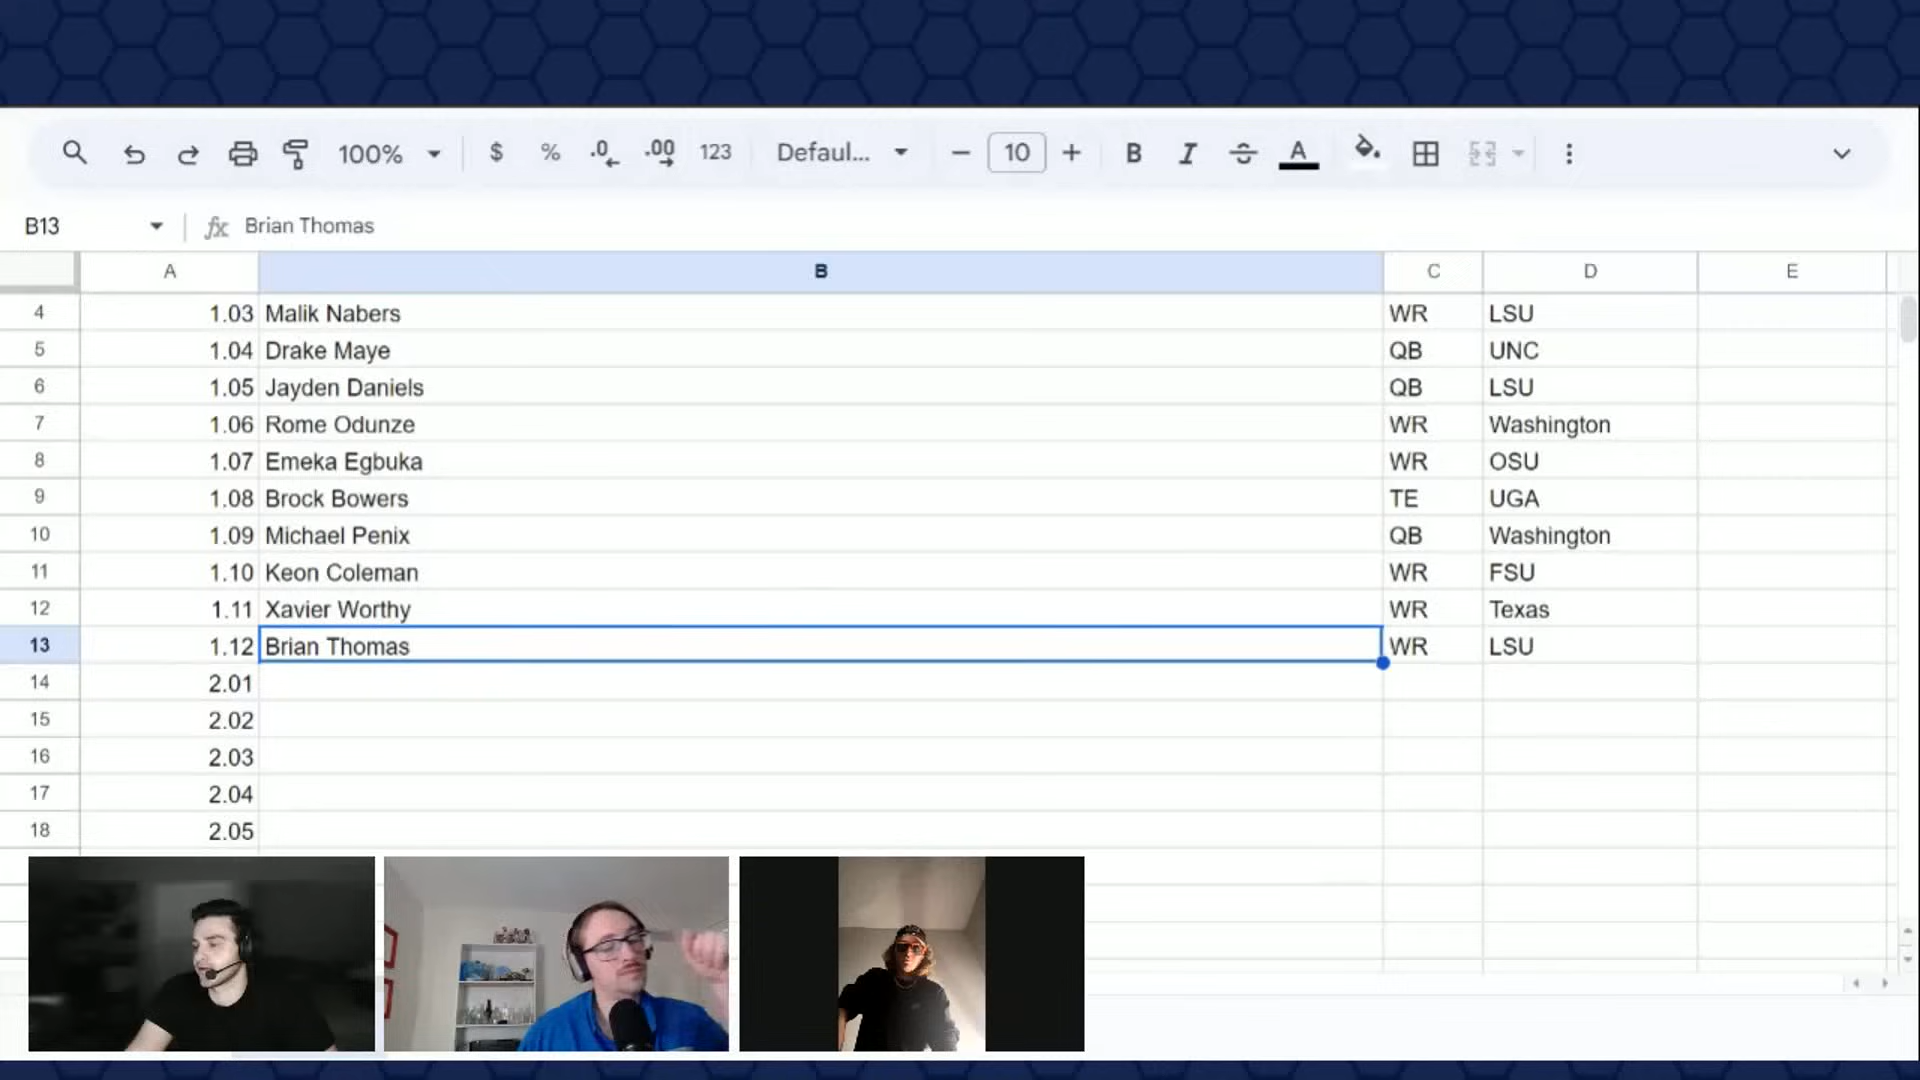 100% $ % .0 .00 123 Defaul... 10 B I S A
B13 fx Brian Thomas
A B C D E
4 1.03 Malik Nabers WR LSU
5 1.04 Drake Maye QB UNC
6 1.05 Jayden Daniels QB LSU
7 1.06 Rome Odunze WR Washington
8 1.07 Emeka Egbuka WR OSU
9 1.08 Brock Bowers TE UGA
10 1.09 Michael Penix QB Washington
11 1.10 Keon Coleman WR FSU
12 1.11 Xavier Worthy WR Texas
13 1.12 Brian Thomas WR LSU
14 2.01
15 2.02
16 2.03
17 2.04
18 2.05